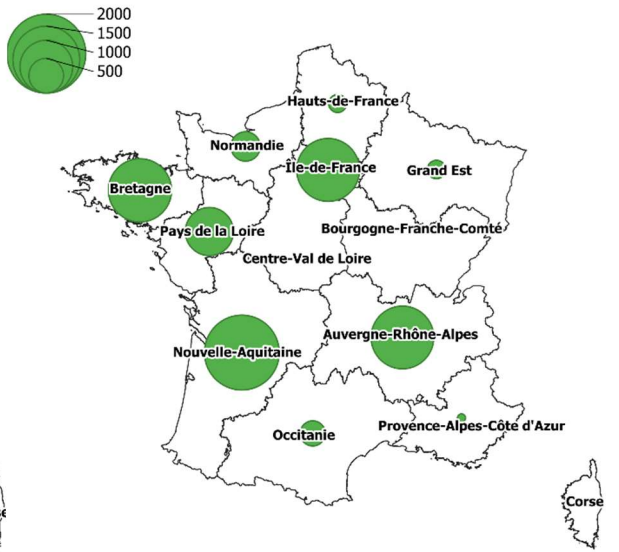 2000
1500
1000
500
Hauts-de-France
Normandie
Île-de-France
Grand Est
Bretagne
Pays de la Loire
Bourgogne-Franche-Comté
Centre-Val de Loire
Auvergne-Rhône-Alpes
Nouvelle-Aquitaine
Provence-Alpes-Côte d'Azur
Occitanie
Corse